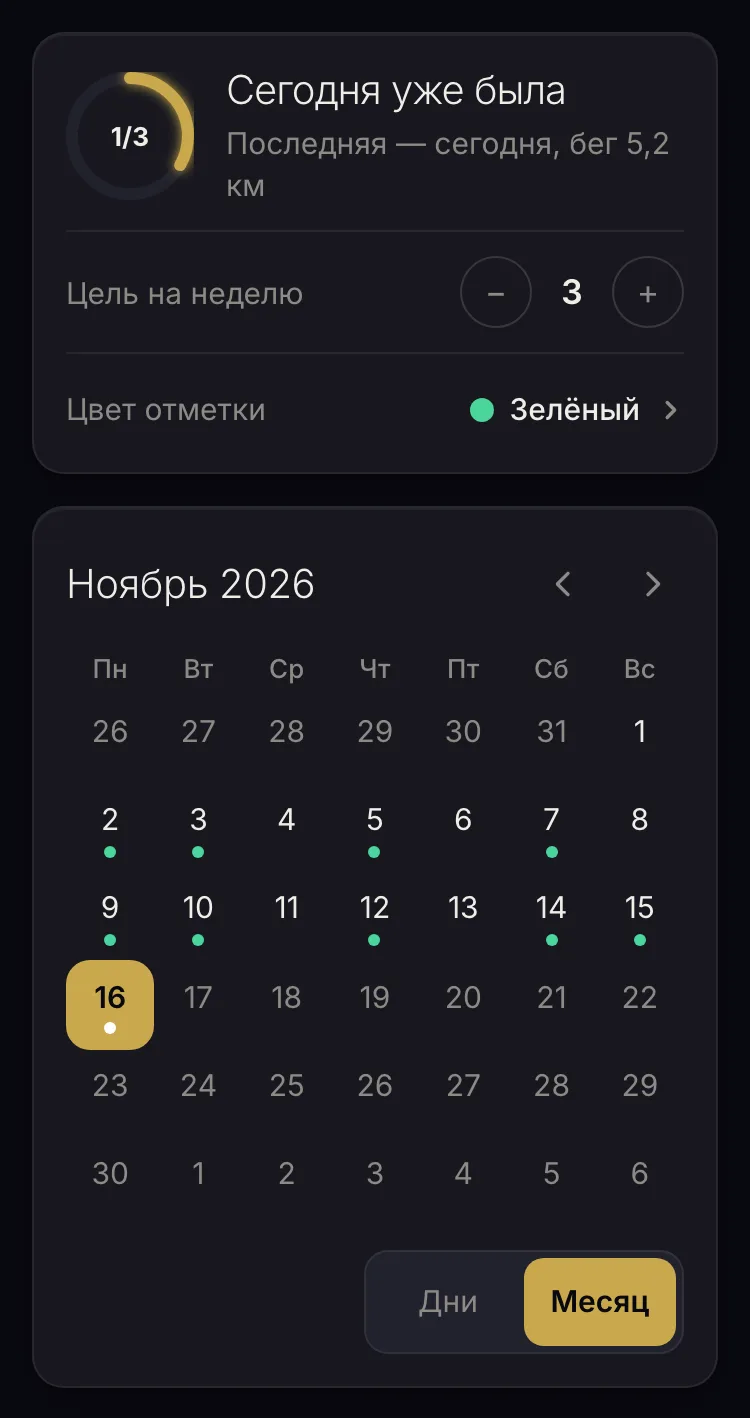 1/3
Сегодня уже была
Последняя — сегодня, бег 5,2
км
Цель на неделю − 3 +
Цвет отметки Зелёный
Ноябрь 2026
Пн Вт Ср Чт Пт Сб Вс
26 27 28 29 30 31 1
2 3 4 5 6 7 8
9 10 11 12 13 14 15
16 17 18 19 20 21 22
23 24 25 26 27 28 29
30 1 2 3 4 5 6
Дни Месяц